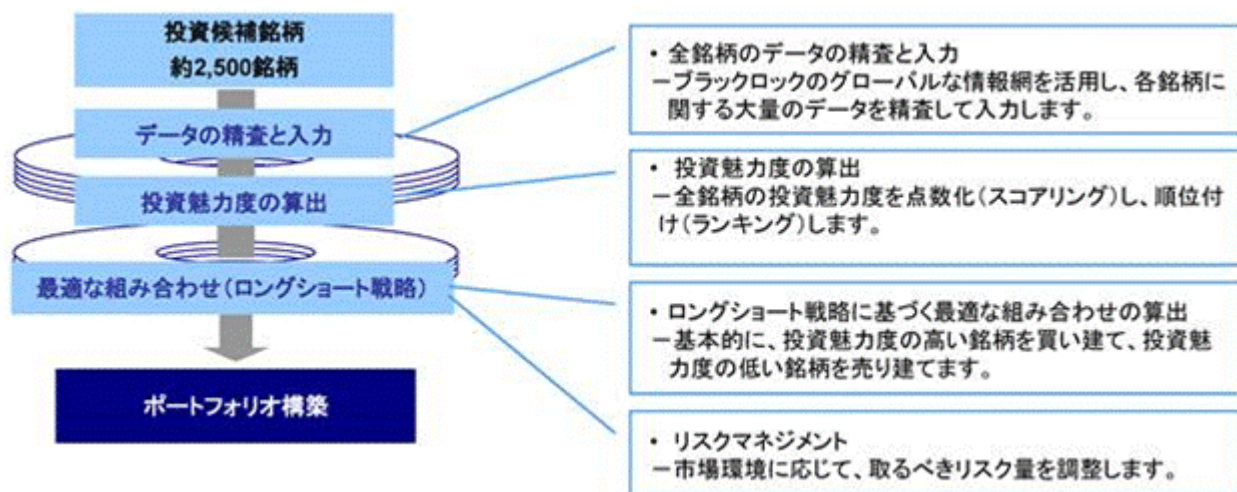 投資候補銘柄
約2,500銘柄
データの精査と入力
投資魅力度の算出
最適な組み合わせ(ロングショート戦略)
ポートフォリオ構築
・ 全銘柄のデータの精査と入力
－ブラックロックのグローバルな情報網を活用し、各銘柄に
関する大量のデータを精査して入力します。
・ 投資魅力度の算出
－全銘柄の投資魅力度を点数化(スコアリング)し、順位付
け(ランキング)します。
・ ロングショート戦略に基づく最適な組み合わせの算出
－基本的に、投資魅力度の高い銘柄を買い建て、投資魅
力度の低い銘柄を売り建てます。
・ リスクマネジメント
－市場環境に応じて、取るべきリスク量を調整します。